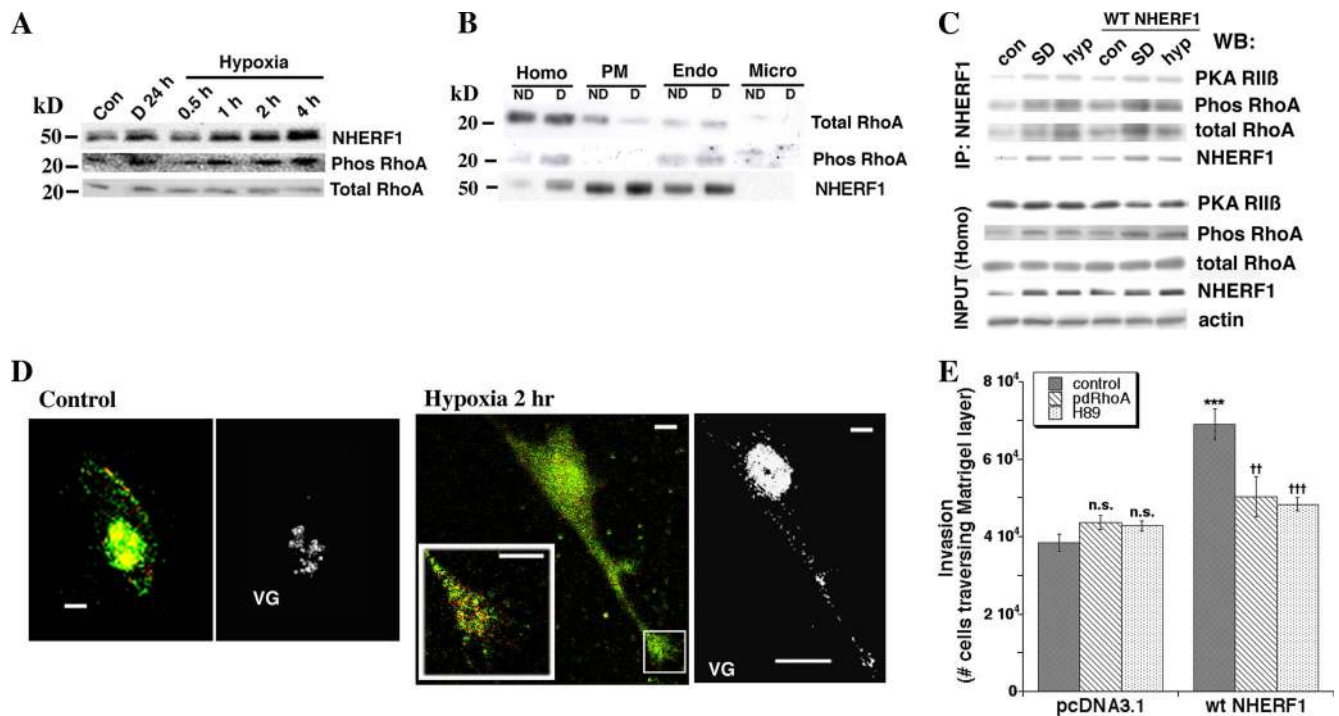 A
Hypoxia
kD
Con
D 24 h
0.5 h
1 h
2 h
4 h
50
NHERF1
20
Phos RhoA
20
Total RhoA
B
Homo PM Endo Micro
kD
ND D ND D ND D ND D
20
Total RhoA
20
Phos RhoA
50
NHERF1
C
WT NHERF1
con SD hyp con SD hyp
WB:
IP: NHERF1
PKA RIIß
Phos RhoA
total RhoA
NHERF1
INPUT (Homo)
PKA RIIß
Phos RhoA
total RhoA
NHERF1
actin
D
Control
VG
Hypoxia 2 hr
VG
E
8 10⁴
6 10⁴
4 10⁴
2 10⁴
0
Invasion
(# cells traversing Matrigel layer)
control
pdRhoA
H89
n.s.
n.s.
***
††
†††
pcDNA3.1
wt NHERF1